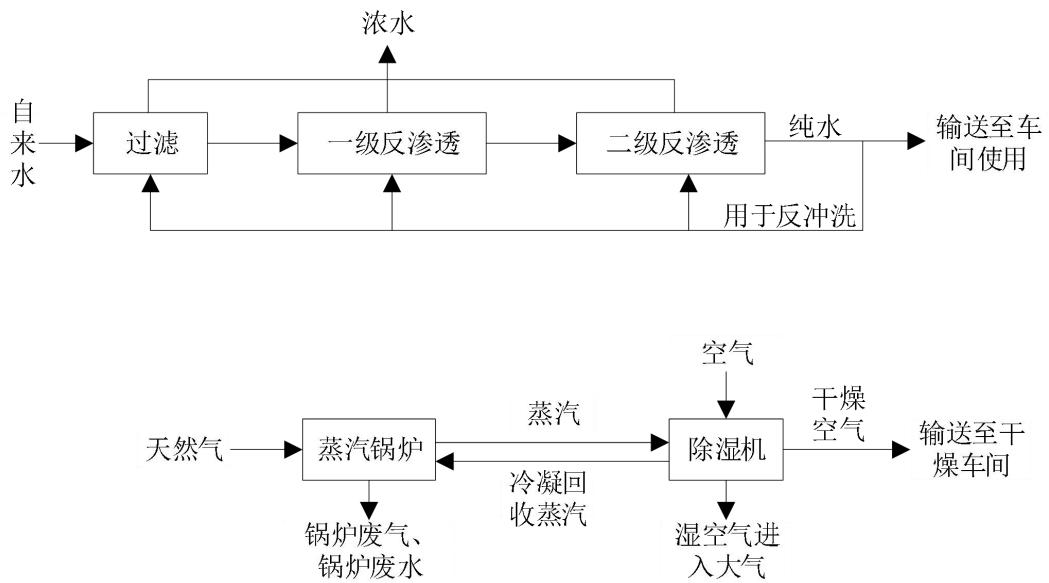 浓水
自
来
水
过滤
一级反渗透
二级反渗透
纯水
输送至车
间使用
用于反冲洗
空气
天然气
蒸汽锅炉
蒸汽
冷凝回
收蒸汽
除湿机
干燥
空气
输送至干
燥车间
锅炉废气、
锅炉废水
湿空气进
入大气